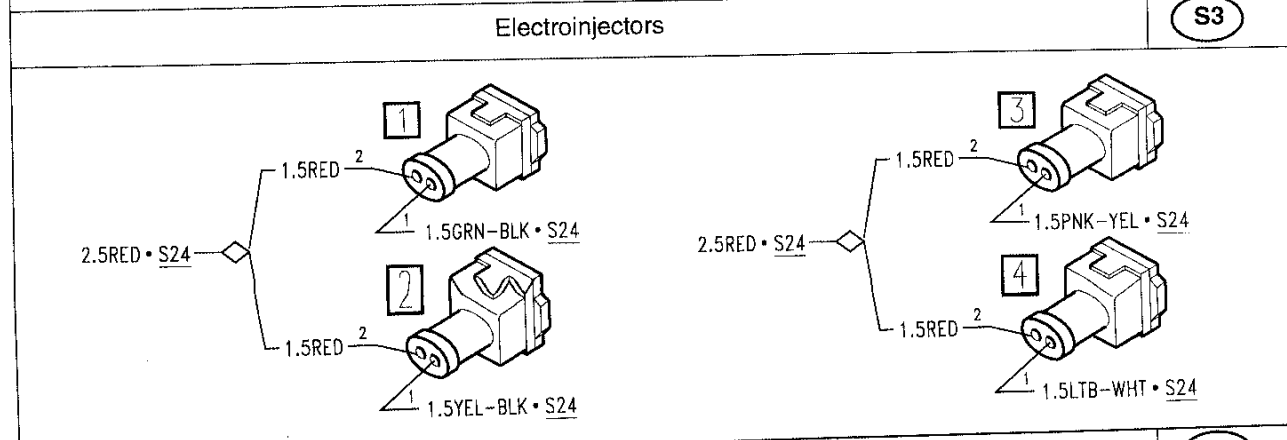 Electroinjectors
S3
1
1.5RED 2
1 1.5GRN-BLK • S24
2.5RED • S24
2
1.5RED 2
1 1.5YEL-BLK • S24
3
1.5RED 2
1 1.5PNK-YEL • S24
2.5RED • S24
4
1.5RED 2
1 1.5LTB-WHT • S24